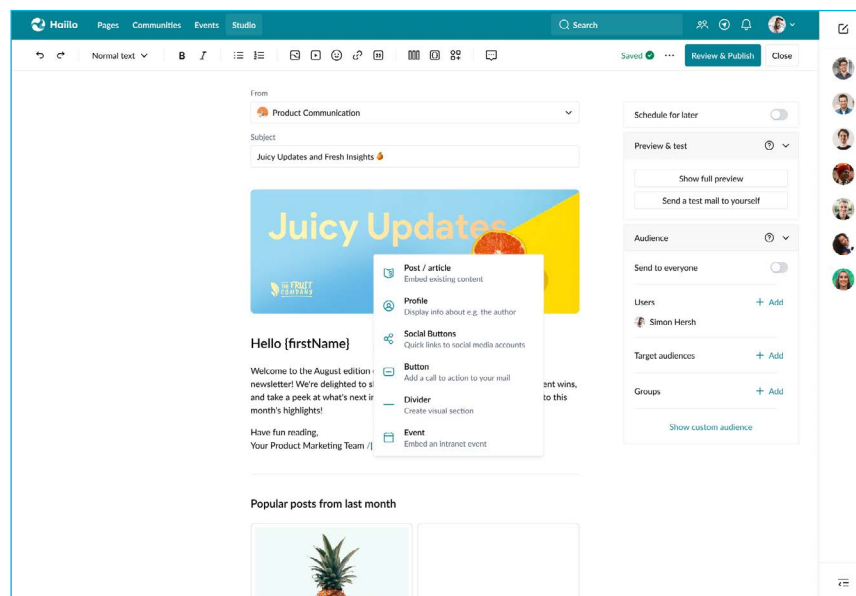 Haiilo Pages Communities Events Studio Search
Normal text B I Saved ... Review & Publish Close
From
Product Communication
Subject
Juicy Updates and Fresh Insights
Juicy Updates
THE FRUIT
COMPANY
Post / article
Embed existing content
Profile
Display info about e.g. the author
Social Buttons
Quick links to social media accounts
Button
Add a call to action to your mail
Divider
Create visual section
Event
Embed an intranet event
Hello {firstName}
Welcome to the August edition
newsletter! We're delighted to ent wins,
and take a peek at what's next to this
month's highlights!
Have fun reading,
Your Product Marketing Team /
Popular posts from last month
Schedule for later
Preview & test
Show full preview
Send a test mail to yourself
Audience
Send to everyone
Users + Add
Simon Hersh
Target audiences + Add
Groups + Add
Show custom audience